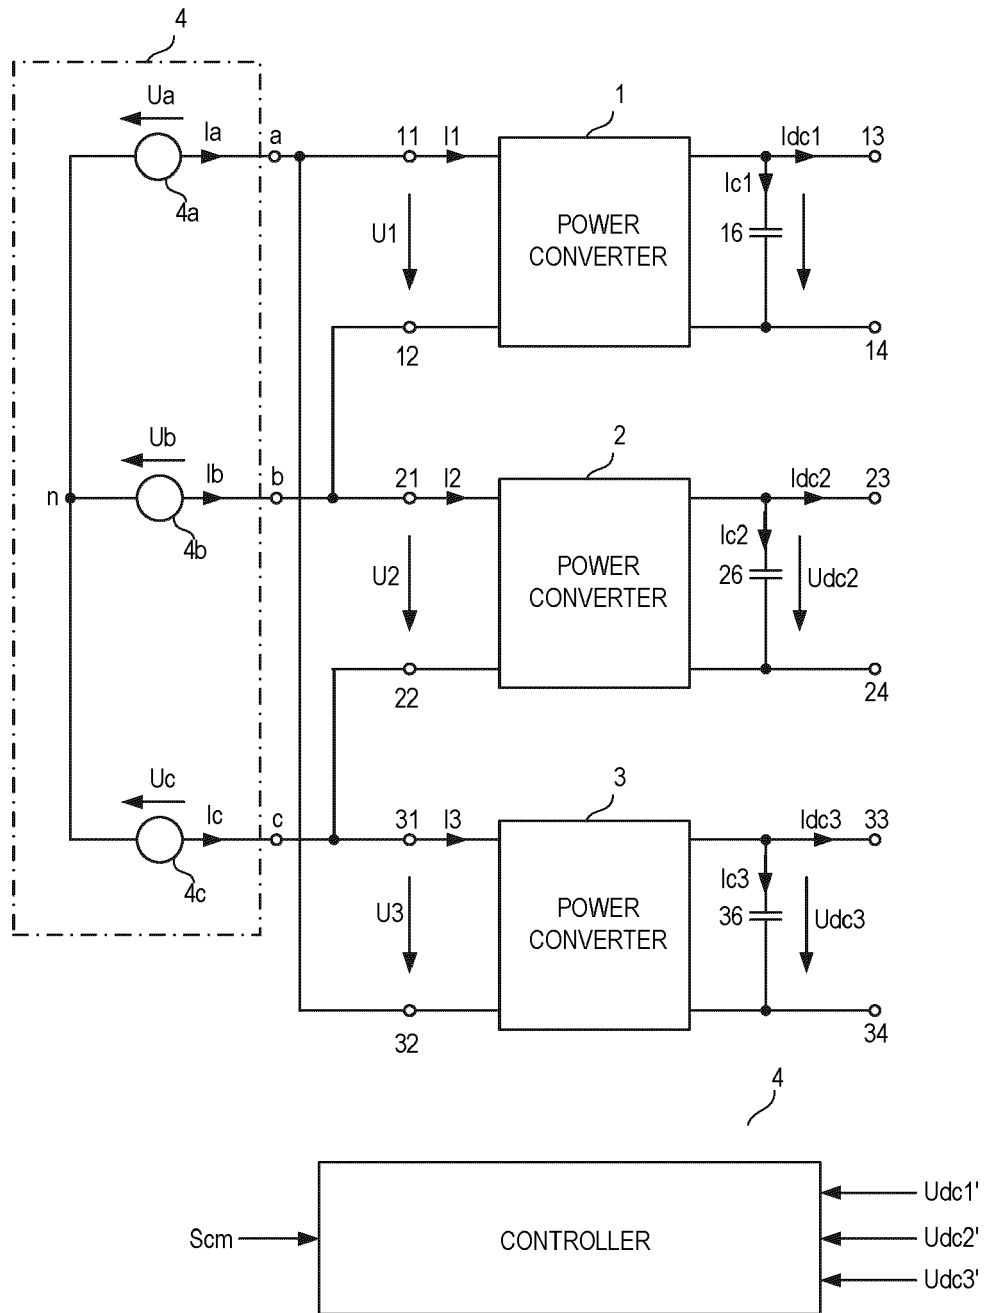 4
Ua
Ia
a
4a
11
I1
1
Idc1
13
Ic1
U1
POWER
CONVERTER
16
12
14
Ub
Ib
b
n
4b
21
I2
2
Idc2
23
Ic2
U2
POWER
CONVERTER
26
Udc2
22
24
Uc
Ic
c
4c
31
I3
3
Idc3
33
Ic3
U3
POWER
CONVERTER
36
Udc3
32
34
4
Scm
CONTROLLER
Udc1'
Udc2'
Udc3'